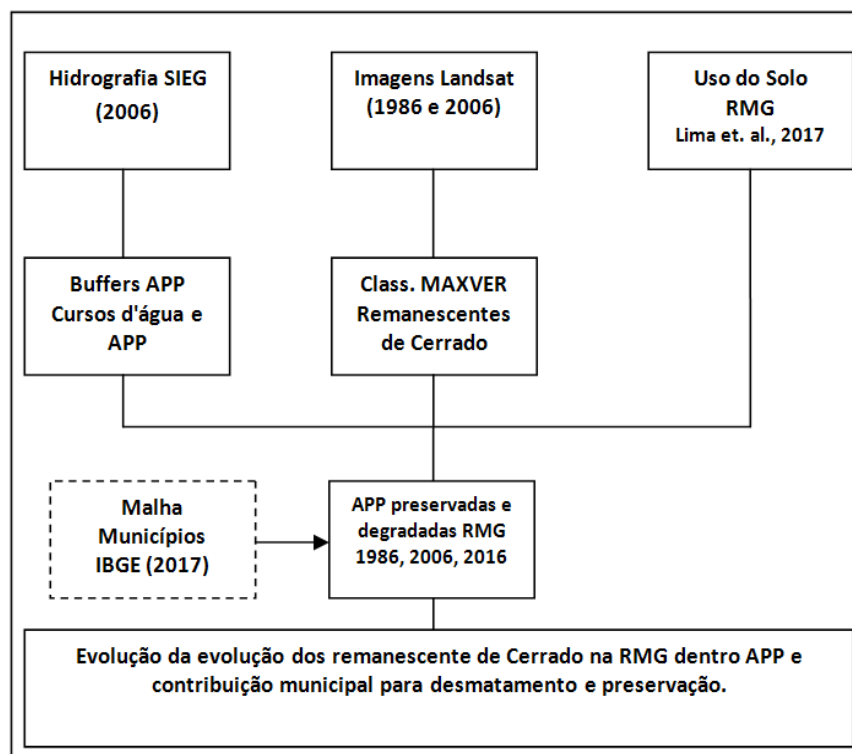 Hidrografia SIEG
(2006)
Imagens Landsat
(1986 e 2006)
Uso do Solo
RMG
Lima et. al., 2017
Buffers APP
Cursos d'água e
APP
Class. MAXVER
Remanescentes
de Cerrado
Malha
Municípios
IBGE (2017)
APP preservadas e
degradadas RMG
1986, 2006, 2016
Evolução da evolução dos remanescente de Cerrado na RMG dentro APP e
contribuição municipal para desmatamento e preservação.